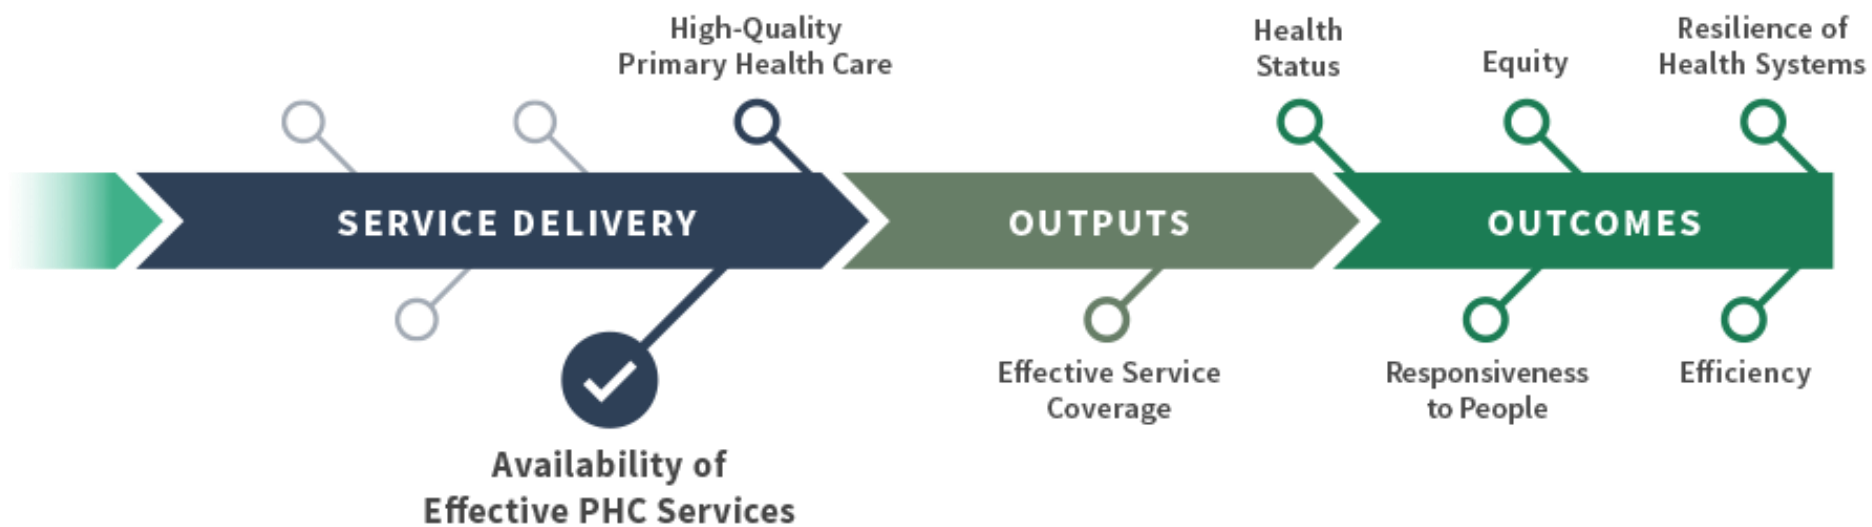 High-Quality
Primary Health Care
Health
Status
Equity
Resilience of
Health Systems
SERVICE DELIVERY
OUTPUTS
OUTCOMES
Effective Service
Coverage
Responsiveness
to People
Efficiency
Availability of
Effective PHC Services